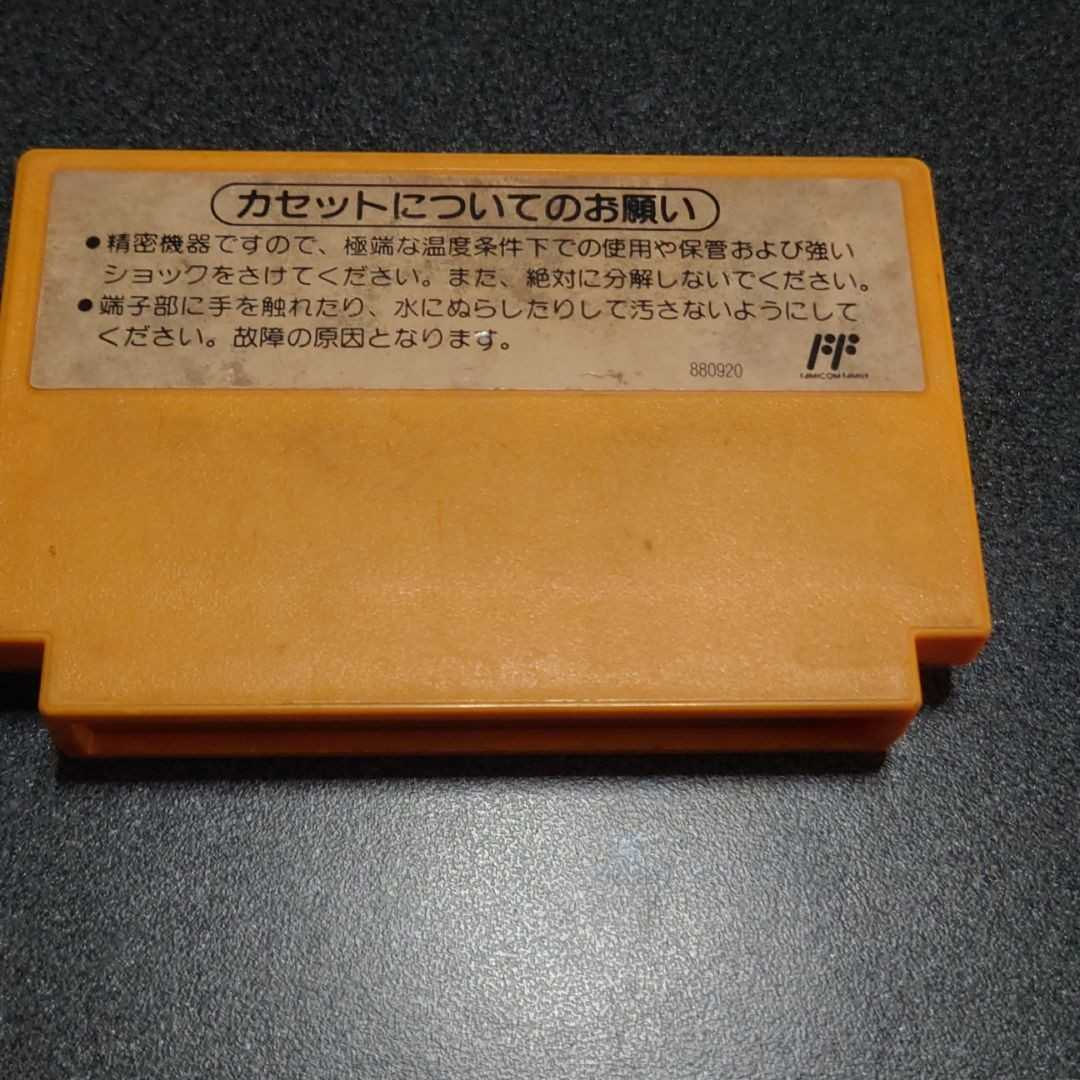 カセットについてのお願い
●精密機器ですので、極端な温度条件下での使用や保管および強い
ショックをさけてください。また、絶対に分解しないでください。
●端子部に手を触れたり、水にぬらしたりして汚さないようにして
ください。故障の原因となります。
880920
FF
FAMICOM FAMILY